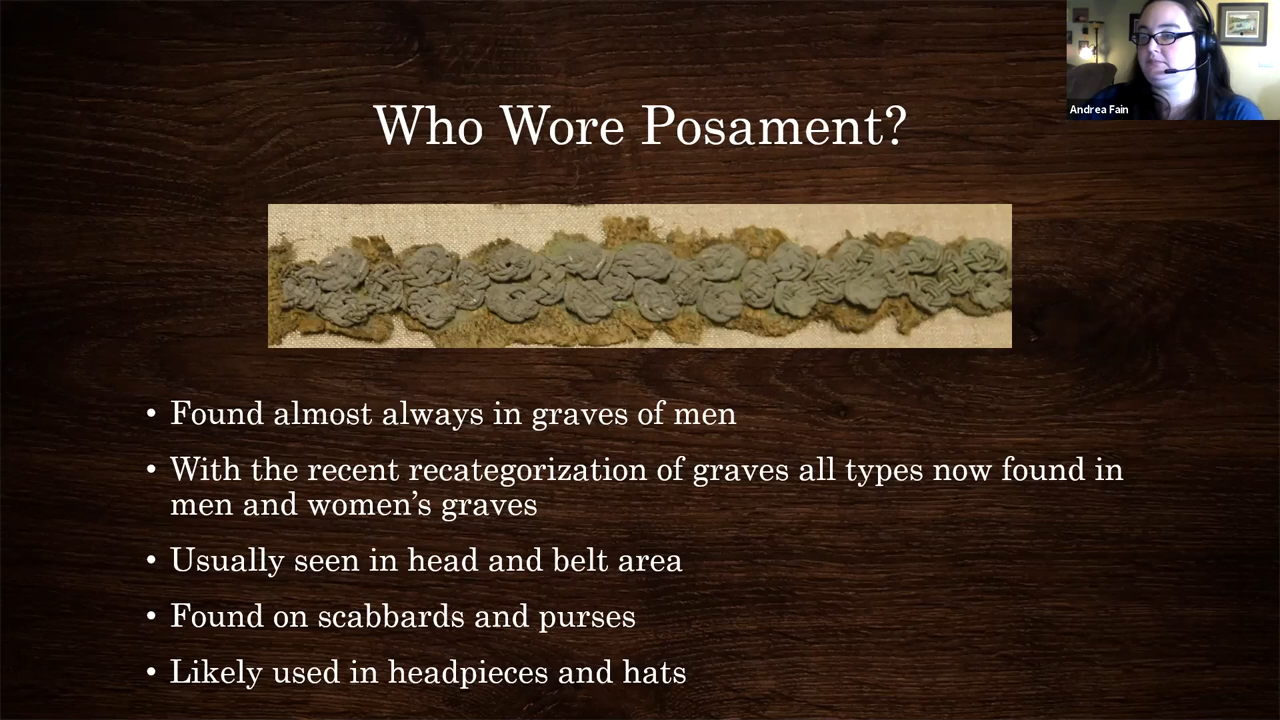 Andrea Fain
Who Wore Posament?
• Found almost always in graves of men
• With the recent recategorization of graves all types now found in
men and women’s graves
• Usually seen in head and belt area
• Found on scabbards and purses
• Likely used in headpieces and hats